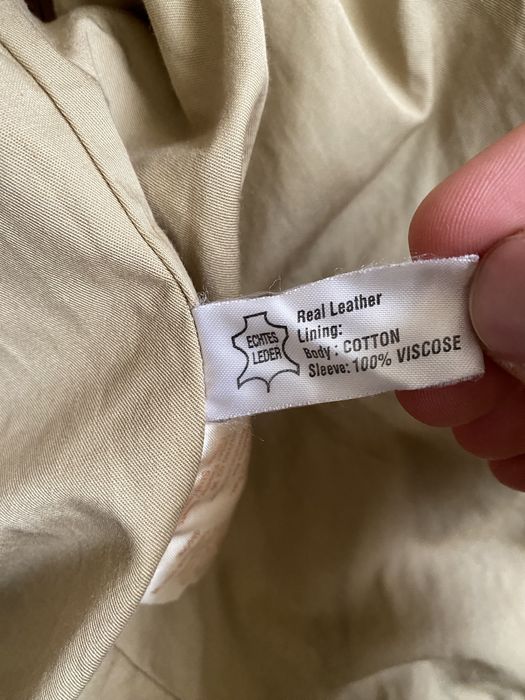 ECHTES
LEDER
Real Leather
Lining:
Body: COTTON
Sleeve: 100% VISCOSE